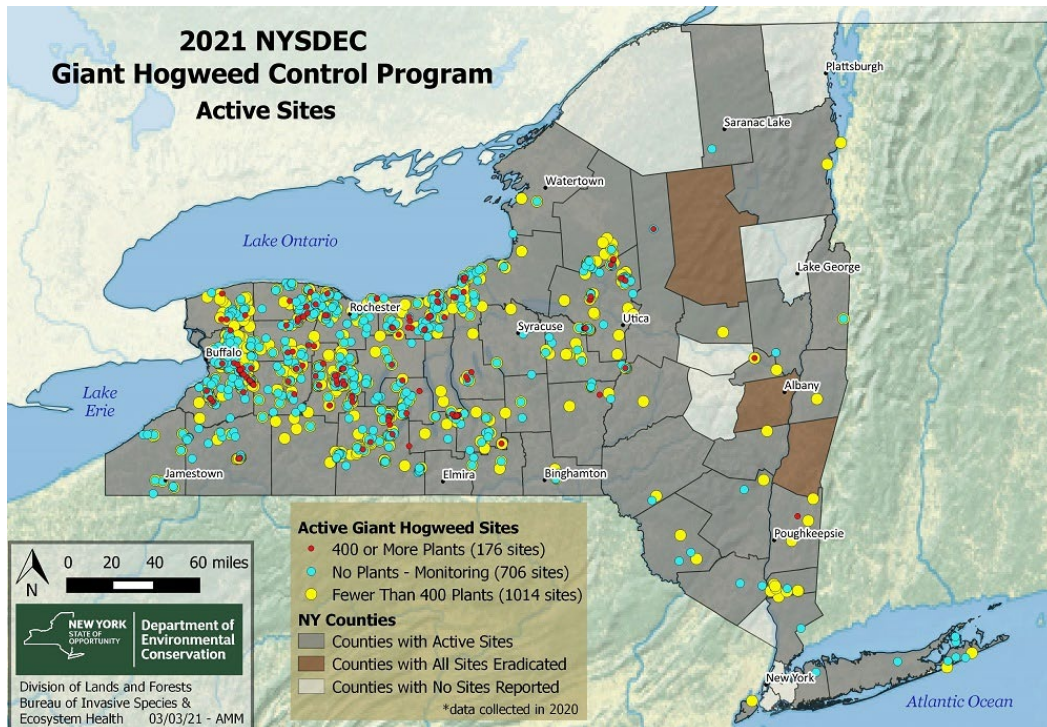 2021 NYSDEC
Giant Hogweed Control Program
Active Sites
Plattsburgh
Saranac Lake
Watertown
Lake Ontario
Lake George
Rochester
Syracuse
Utica
Buffalo
Albany
Lake
Erie
Jamestown
Elmira
Binghamton
Poughkeepsie
New York
Atlantic Ocean
Active Giant Hogweed Sites
400 or More Plants (176 sites)
No Plants - Monitoring (706 sites)
Fewer Than 400 Plants (1014 sites)
NY Counties
Counties with Active Sites
Counties with All Sites Eradicated
Counties with No Sites Reported
*data collected in 2020
N
0 20 40 60 miles
NEW YORK
STATE OF
OPPORTUNITY
Department of
Environmental
Conservation
Division of Lands and Forests
Bureau of Invasive Species &
Ecosystem Health 03/03/21 - AMM